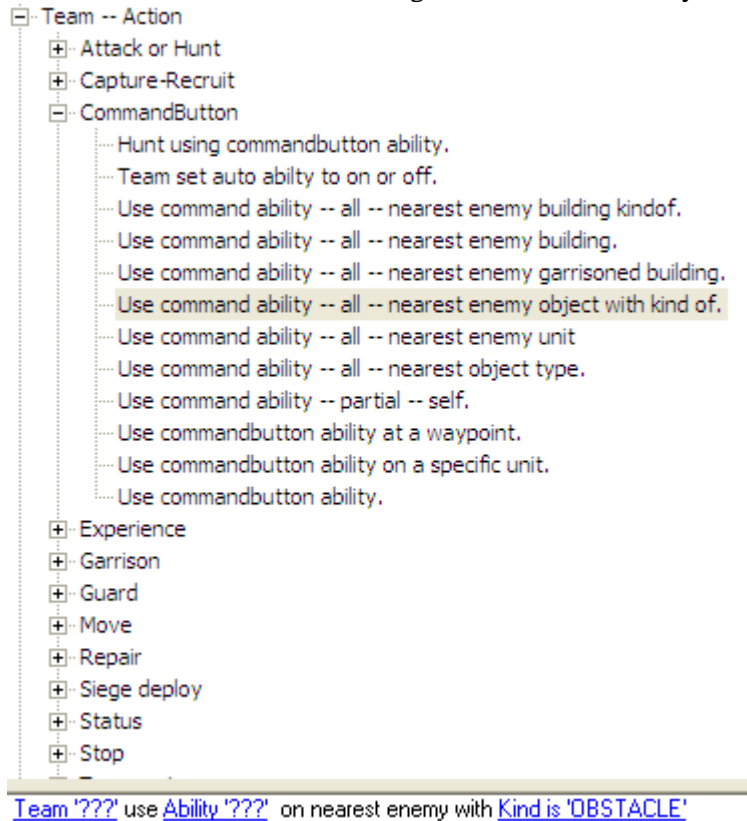 Team -- Action
Attack or Hunt
Capture-Recruit
CommandButton
Hunt using commandbutton ability.
Team set auto abilty to on or off.
Use command ability -- all -- nearest enemy building kindof.
Use command ability -- all -- nearest enemy building.
Use command ability -- all -- nearest enemy garrisoned building.
Use command ability -- all -- nearest enemy object with kind of.
Use command ability -- all -- nearest enemy unit
Use command ability -- all -- nearest object type.
Use command ability -- partial -- self.
Use commandbutton ability at a waypoint.
Use commandbutton ability on a specific unit.
Use commandbutton ability.
Experience
Garrison
Guard
Move
Repair
Siege deploy
Status
Stop
Team '???' use Ability '???' on nearest enemy with Kind is 'OBSTACLE'